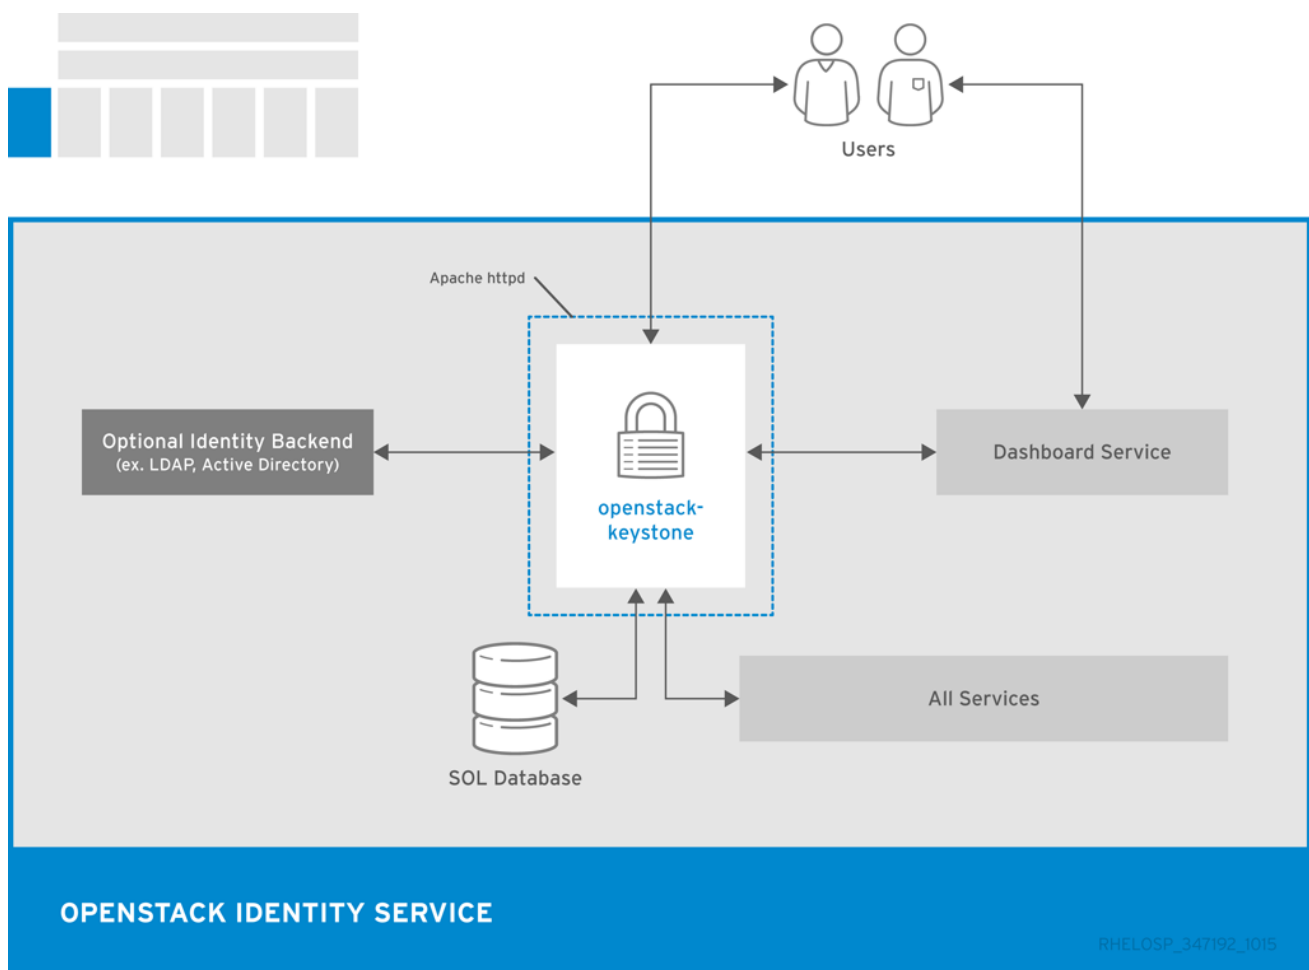 Users
Apache httpd
Optional Identity Backend
(ex. LDAP, Active Directory)
openstack-
keystone
Dashboard Service
All Services
SOL Database
OPENSTACK IDENTITY SERVICE
RHELOSP_347192_1015